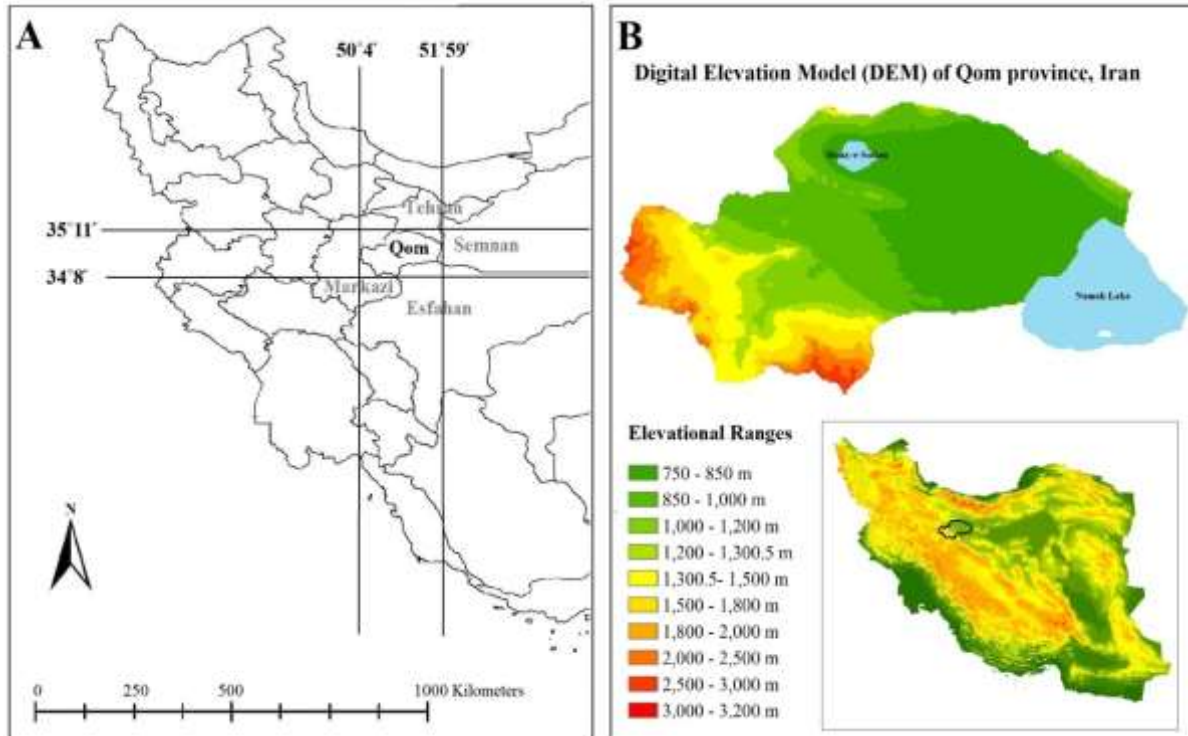 A
50°4′ 51°59′
Tehran
35°11′
Qom
Semnan
34°8′
Markazi
Esfahan
N
0 250 500 1000 Kilometers
B
Digital Elevation Model (DEM) of Qom province, Iran
Namak Lake
Elevational Ranges
750 - 850 m
850 - 1,000 m
1,000 - 1,200 m
1,200 - 1,300.5 m
1,300.5- 1,500 m
1,500 - 1,800 m
1,800 - 2,000 m
2,000 - 2,500 m
2,500 - 3,000 m
3,000 - 3,200 m